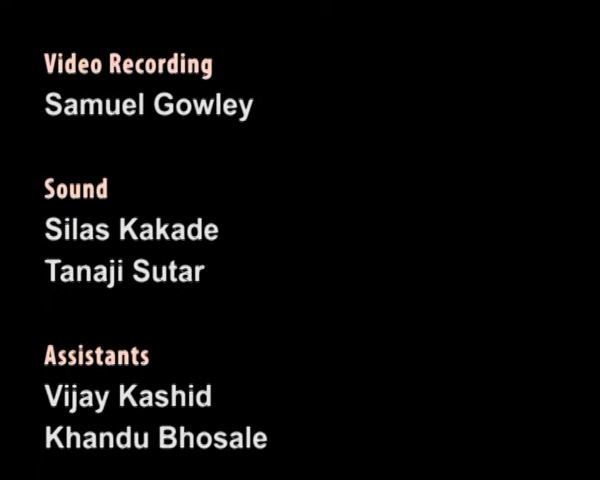 Video Recording
Samuel Gowley
Sound
Silas Kakade
Tanaji Sutar
Assistants
Vijay Kashid
Khandu Bhosale